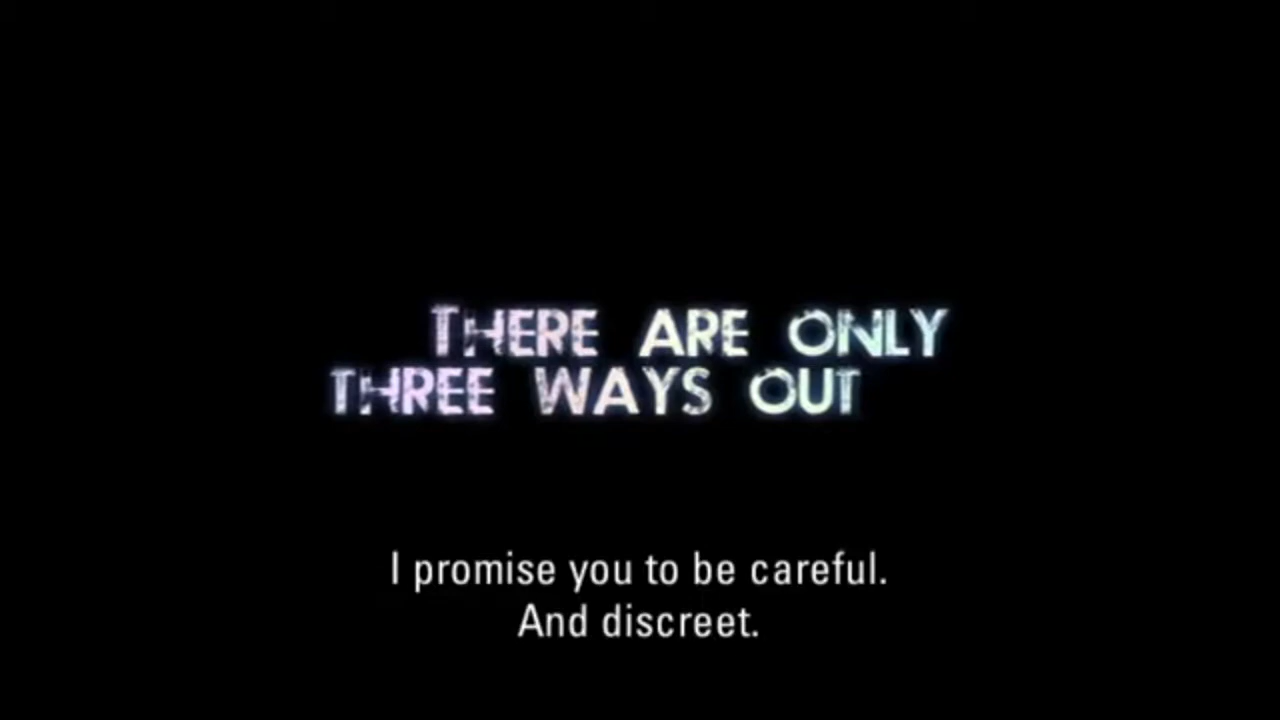 THERE ARE ONLY
THREE WAYS OUT
I promise you to be careful.
And discreet.